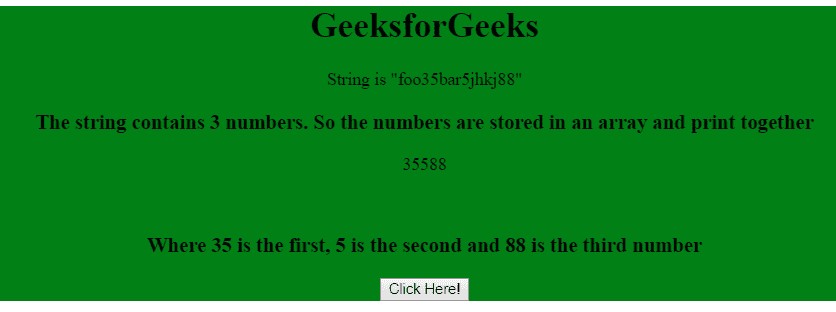 GeeksforGeeks
String is "foo35bar5jhkj88"
The string contains 3 numbers. So the numbers are stored in an array and print together
35588
Where 35 is the first, 5 is the second and 88 is the third number
Click Here!